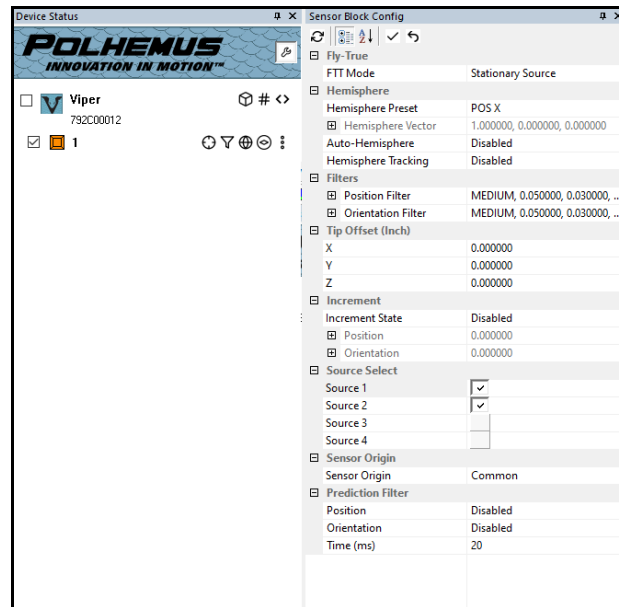 Device Status
POLHEMUS
INNOVATION IN MOTION™
Viper
792C00012
1
Sensor Block Config
Fly-True
FTT Mode Stationary Source
Hemisphere
Hemisphere Preset POS X
Hemisphere Vector 1.000000, 0.000000, 0.000000
Auto-Hemisphere Disabled
Hemisphere Tracking Disabled
Filters
Position Filter MEDIUM, 0.050000, 0.030000, ..
Orientation Filter MEDIUM, 0.050000, 0.030000, ..
Tip Offset (Inch)
X 0.000000
Y 0.000000
Z 0.000000
Increment
Increment State Disabled
Position 0.000000
Orientation 0.000000
Source Select
Source 1
Source 2
Source 3
Source 4
Sensor Origin
Sensor Origin Common
Prediction Filter
Position Disabled
Orientation Disabled
Time (ms) 20